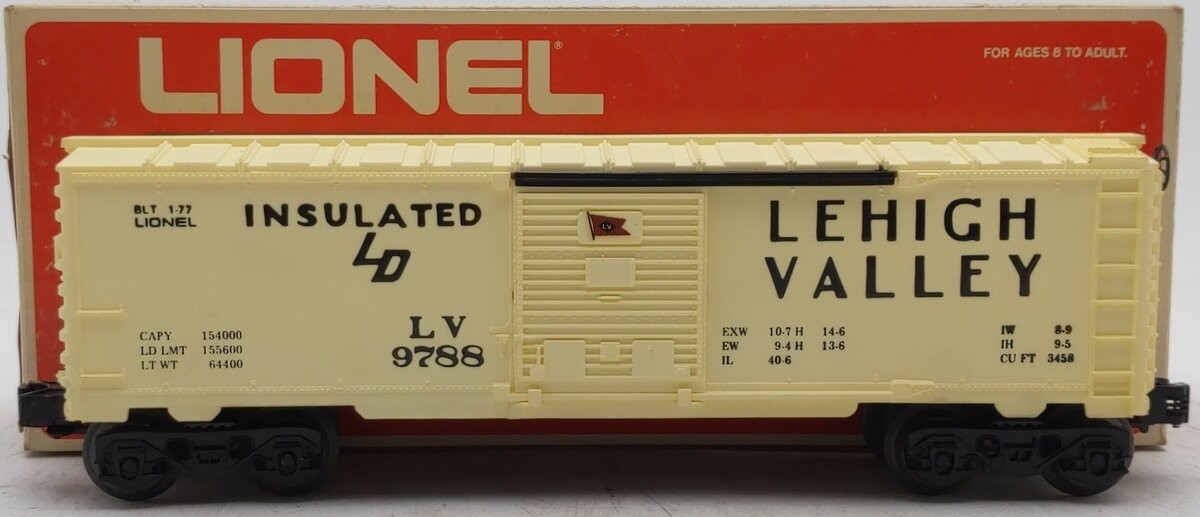 LIONEL®
FOR AGES 8 TO ADULT.
BLT 1-77
LIONEL
INSULATED
LD
LV
LEHIGH
VALLEY
CAPY 154000
LD LMT 155600
LT WT 64400
LV
9788
EXW 10-7 H 14-6
EW 9-4 H 13-6
IL 40-6
IW 8-9
IH 9-5
CU FT 3458